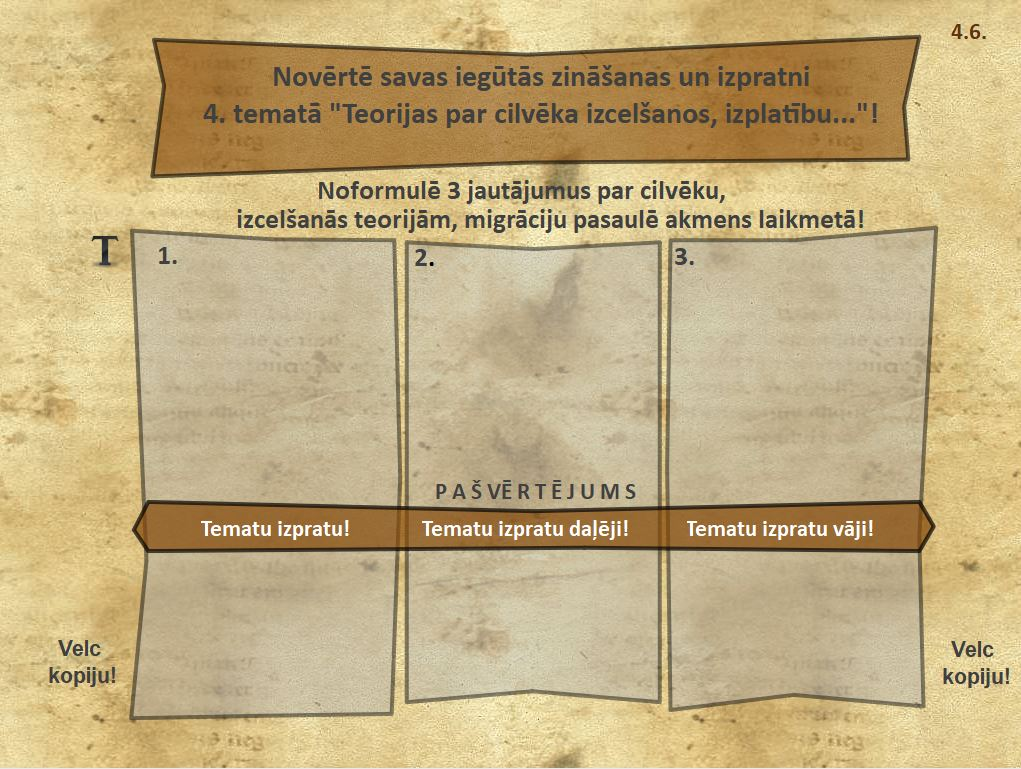 4.6.
Novērtē savas iegūtās zināšanas un izpratni
4. tematā "Teorijas par cilvēka izcelšanos, izplatību..."!
Noformulē 3 jautājumus par cilvēku,
izcelšanās teorijām, migrāciju pasaulē akmens laikmetā!
T
1.
2.
3.
PAŠVĒRTĒJUMS
Tematu izpratu!
Tematu izpratu daļēji!
Tematu izpratu vāji!
Velc
kopiju!
Velc
kopiju!